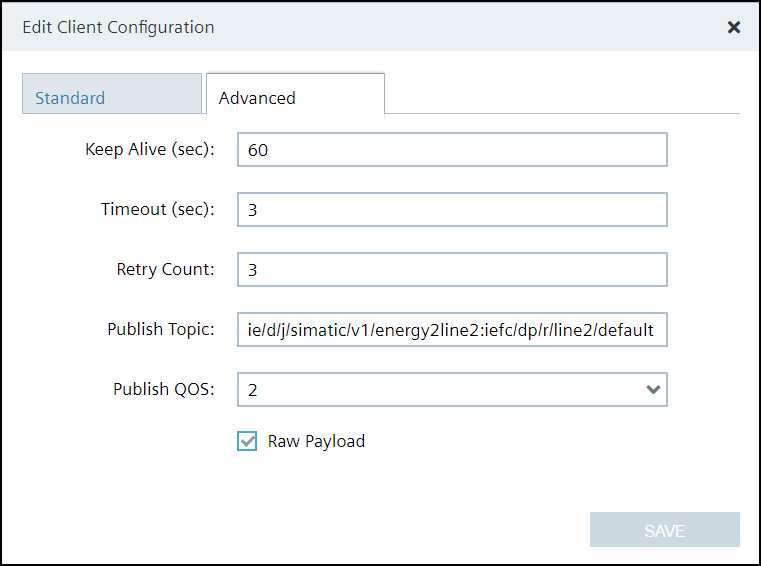 Edit Client Configuration
Standard
Advanced
Keep Alive (sec): 60
Timeout (sec): 3
Retry Count: 3
Publish Topic: ie/d/j/simatic/v1/energy2line2:iefc/dp/r/line2/default
Publish QOS: 2
Raw Payload
SAVE